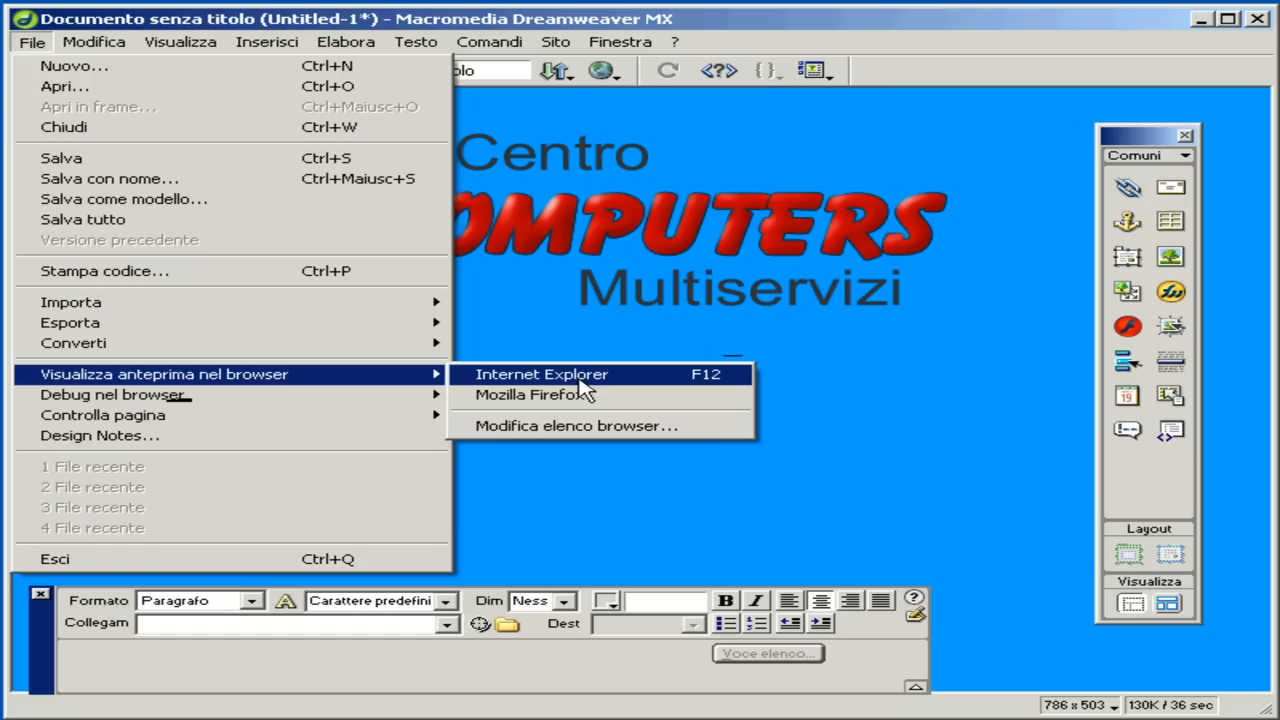 Documento senza titolo (Untitled-1*) - Macromedia Dreamweaver MX
File Modifica Visualizza Inserisci Elabora Testo Comandi Sito Finestra ?
Nuovo... Ctrl+N
Apri... Ctrl+O
Apri in frame... Ctrl+Maiusc+O
Chiudi Ctrl+W
Salva Ctrl+S
Salva con nome... Ctrl+Maiusc+S
Salva come modello...
Salva tutto
Versione precedente
Stampa codice... Ctrl+P
Importa
Esporta
Converti
Visualizza anteprima nel browser
Debug nel browser
Controlla pagina
Design Notes...
1 File recente
2 File recente
3 File recente
4 File recente
Esci Ctrl+Q
Internet Explorer F12
Mozilla Firefox
Modifica elenco browser...
olo
Centro
OMPUTERS
Multiservizi
Comuni
19
Layout
Visualizza
Formato Paragrafo A Carattere predefini Dim Ness B I ?
Collegam Dest
Voce elenco...
786 x 503 130K / 36 sec